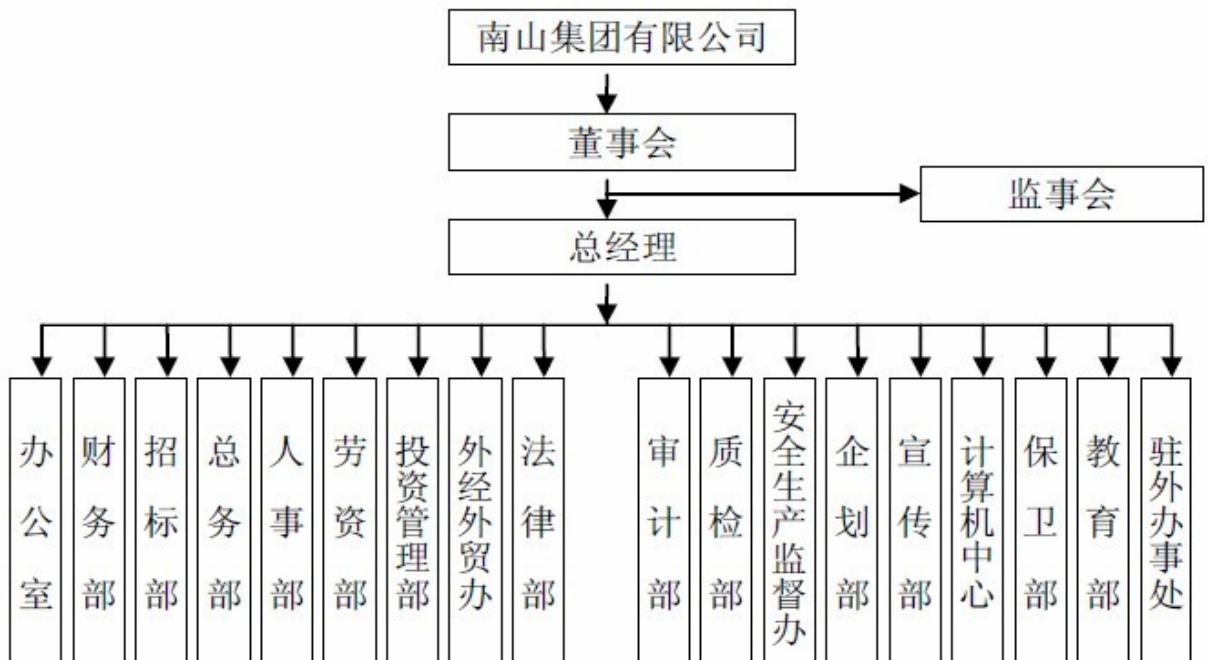 南山集团有限公司
董事会
监事会
总经理
办公室
财务部
招标部
总务部
人事部
劳资部
投资管理部
外经外贸办
法律部
审计部
质检部
安全生产监督办
企划部
宣传部
计算机中心
保卫部
教育部
驻外办事处